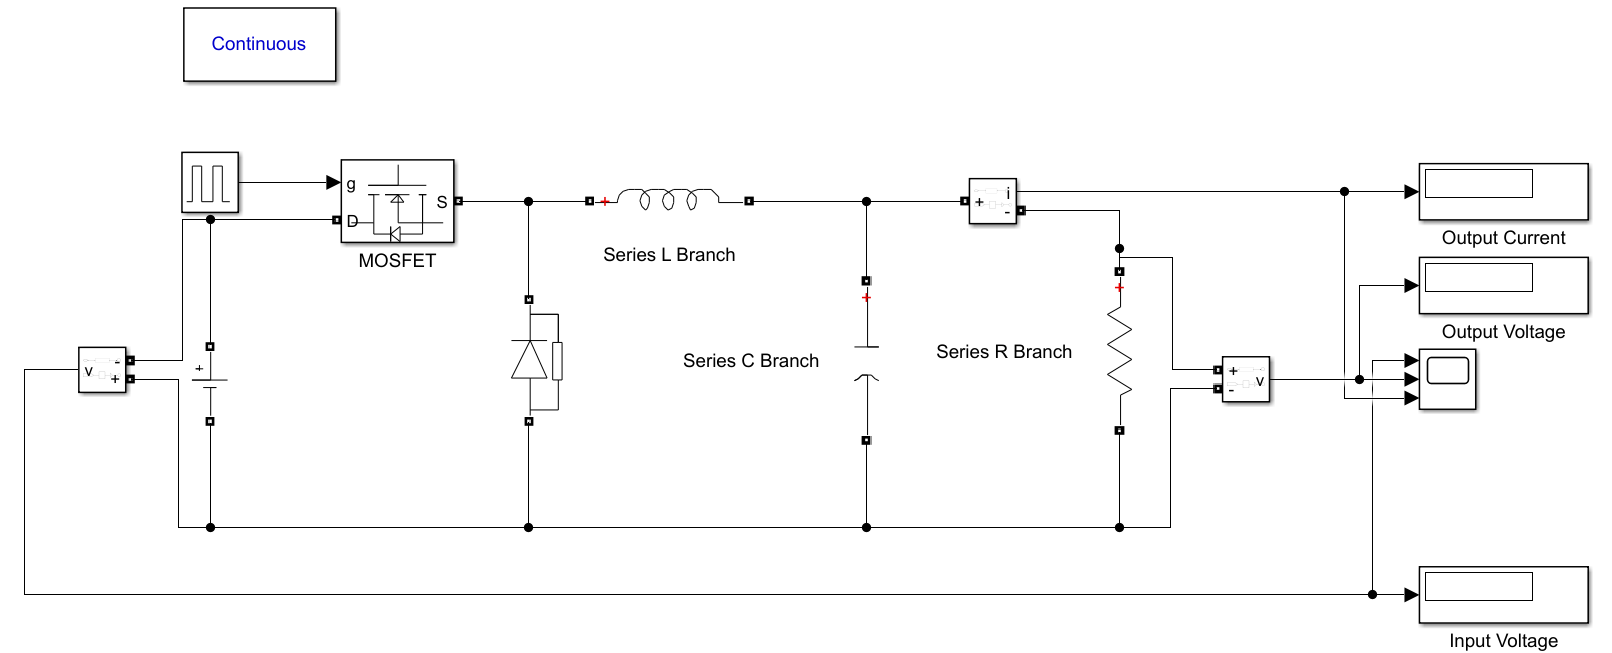 Continuous
g
D
S
MOSFET
i
+
-
Output Current
Series L Branch
+
Output Voltage
-
v
+
+
Series C Branch
+
Series R Branch
+
+
-
v
Input Voltage